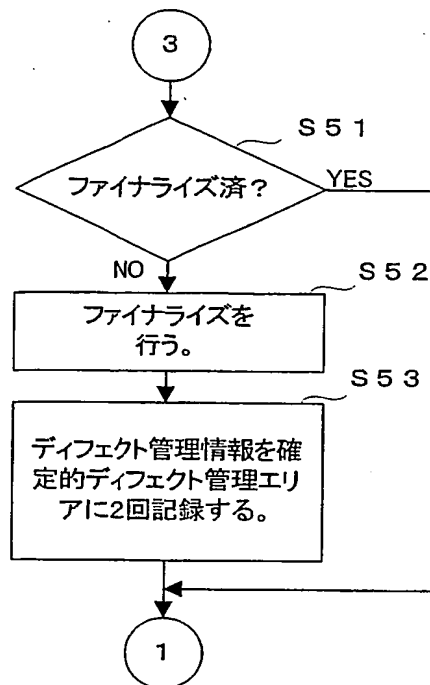 3
S51
ファイナライズ済?
YES
NO
S52
ファイナライズを
行う。
S53
ディフェクト管理情報を確
定的ディフェクト管理エリ
アに2回記録する。
1